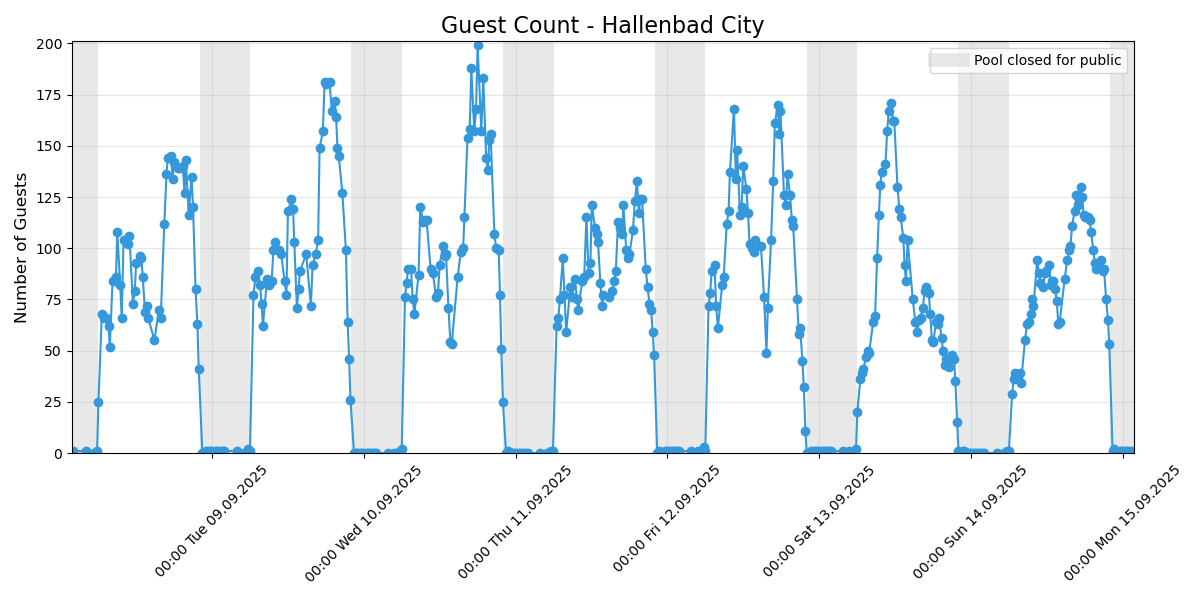 Guest Count - Hallenbad City
Pool closed for public
Number of Guests
200
175
150
125
100
75
50
25
0
00:00 Tue 09.09.2025
00:00 Wed 10.09.2025
00:00 Thu 11.09.2025
00:00 Fri 12.09.2025
00:00 Sat 13.09.2025
00:00 Sun 14.09.2025
00:00 Mon 15.09.2025